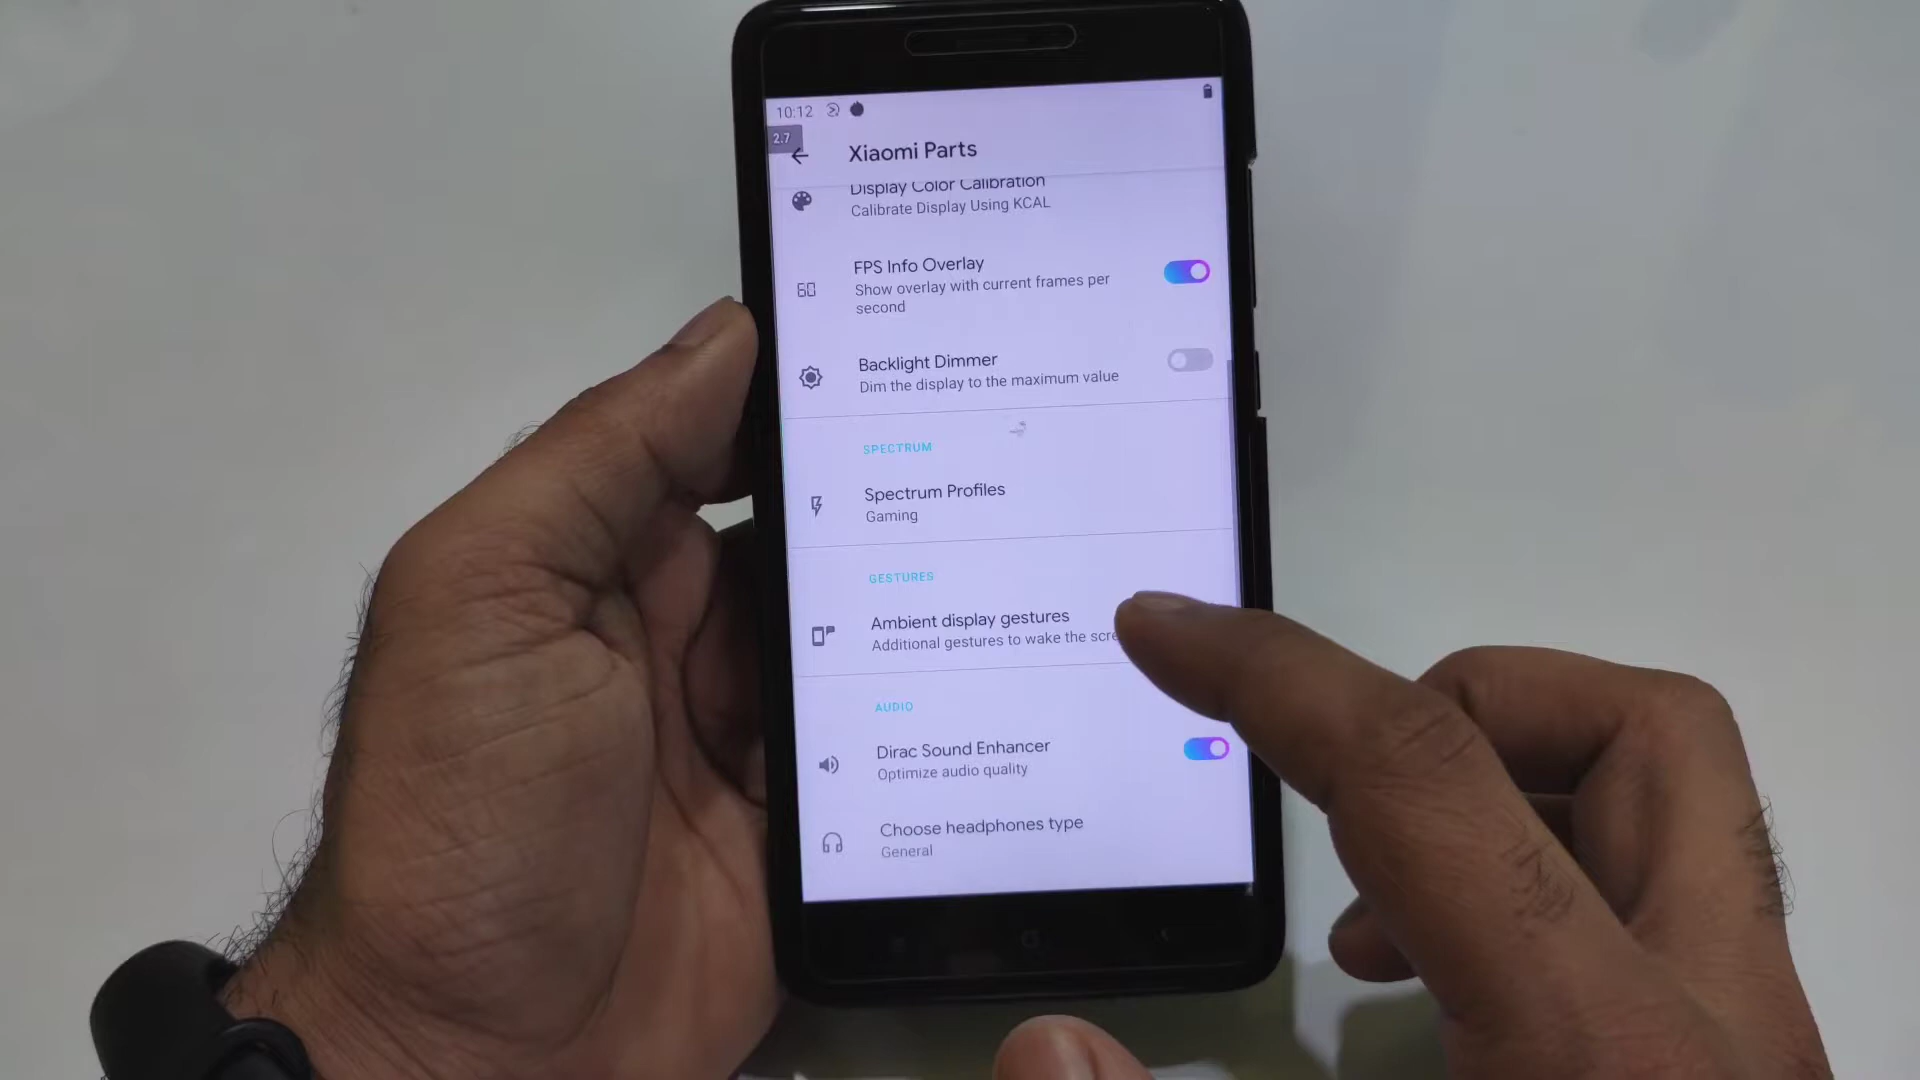 10:12
2.7
Xiaomi Parts
Display Color Calibration
Calibrate Display Using KCAL
60
FPS Info Overlay
Show overlay with current frames per
second
Backlight Dimmer
Dim the display to the maximum value
SPECTRUM
Spectrum Profiles
Gaming
GESTURES
Ambient display gestures
Additional gestures to wake the scre
AUDIO
Dirac Sound Enhancer
Optimize audio quality
Choose headphones type
General